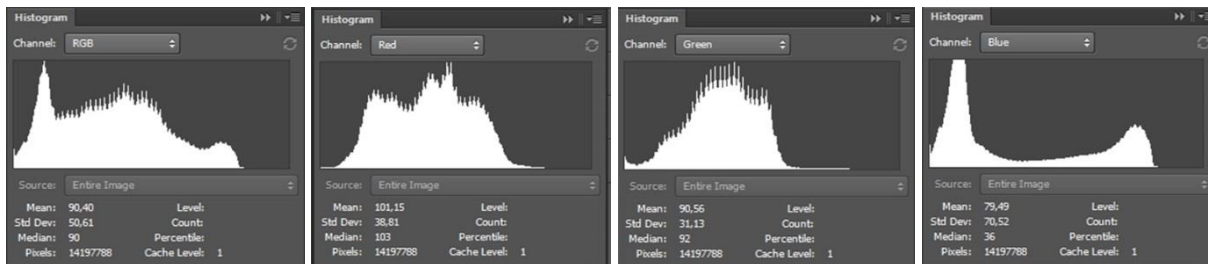 Histogram
Channel: RGB
Source: Entire Image
Mean: 90,40 Level:
Std Dev: 50,61 Count:
Median: 90 Percentile:
Pixels: 14197788 Cache Level: 1
Histogram
Channel: Red
Source: Entire Image
Mean: 101,15 Level:
Std Dev: 38,81 Count:
Median: 103 Percentile:
Pixels: 14197788 Cache Level: 1
Histogram
Channel: Green
Source: Entire Image
Mean: 90,56 Level:
Std Dev: 31,13 Count:
Median: 92 Percentile:
Pixels: 14197788 Cache Level: 1
Histogram
Channel: Blue
Source: Entire Image
Mean: 79,49 Level:
Std Dev: 70,52 Count:
Median: 36 Percentile:
Pixels: 14197788 Cache Level: 1